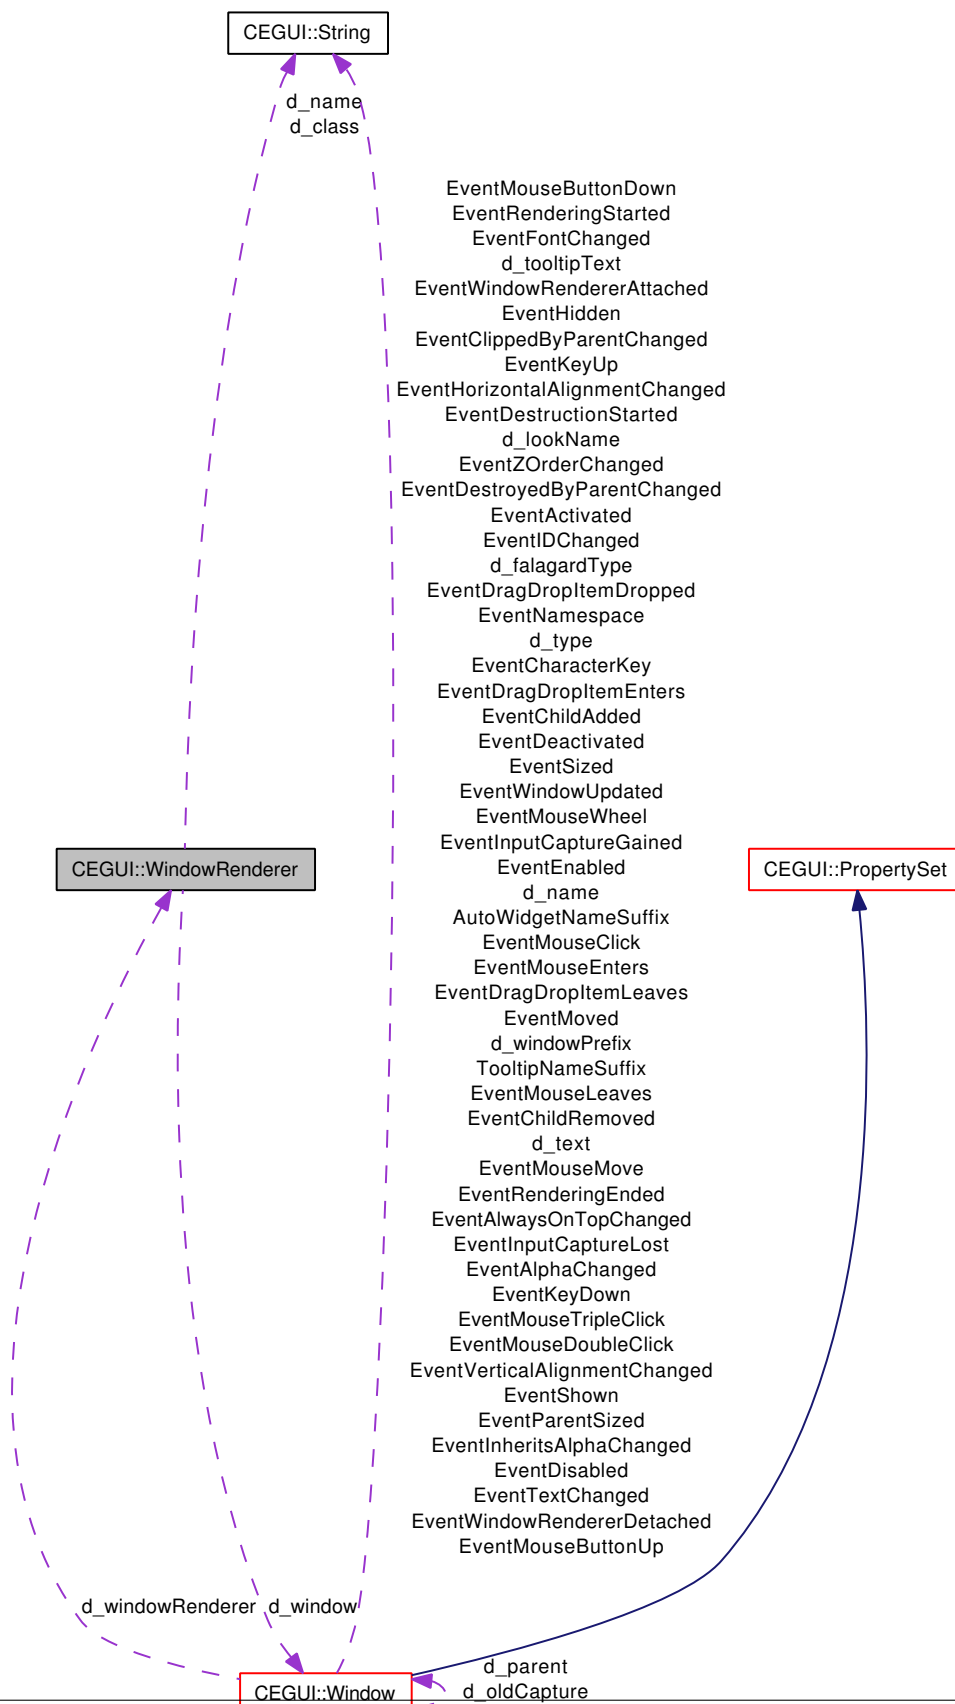 CEGUI::String
d_name
d_class
EventMouseButtonDown
EventRenderingStarted
EventFontChanged
d_tooltipText
EventWindowRendererAttached
EventHidden
EventClippedByParentChanged
EventKeyUp
EventHorizontalAlignmentChanged
EventDestructionStarted
d_lookName
EventZOrderChanged
EventDestroyedByParentChanged
EventActivated
EventIDChanged
d_falagardType
EventDragDropItemDropped
EventNamespace
d_type
EventCharacterKey
EventDragDropItemEnters
EventChildAdded
EventDeactivated
EventSized
EventWindowUpdated
EventMouseWheel
EventInputCaptureGained
EventEnabled
d_name
AutoWidgetNameSuffix
EventMouseClick
EventMouseEnters
EventDragDropItemLeaves
EventMoved
d_windowPrefix
TooltipNameSuffix
EventMouseLeaves
EventChildRemoved
d_text
EventMouseMove
EventRenderingEnded
EventAlwaysOnTopChanged
EventInputCaptureLost
EventAlphaChanged
EventKeyDown
EventMouseTripleClick
EventMouseDoubleClick
EventVerticalAlignmentChanged
EventShown
EventParentSized
EventInheritsAlphaChanged
EventDisabled
EventTextChanged
EventWindowRendererDetached
EventMouseButtonUp
CEGUI::WindowRenderer
CEGUI::PropertySet
d_windowRenderer
d_window
d_parent
d_oldCapture
CEGUI::Window